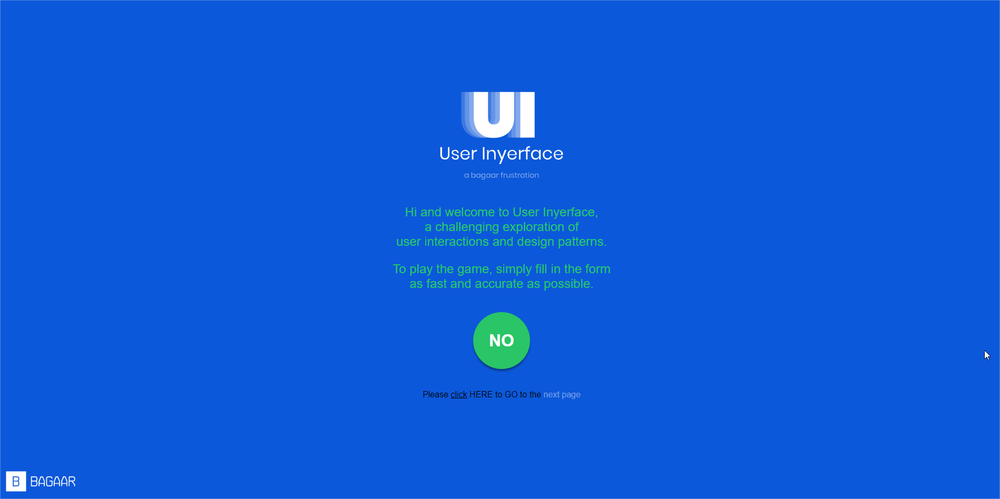 UI
User Inyerface
a bagaar frustration
Hi and welcome to User Inyerface,
a challenging exploration of
user interactions and design patterns.
To play the game, simply fill in the form
as fast and accurate as possible.
NO
Please click HERE to GO to the next page
B BAGAAR